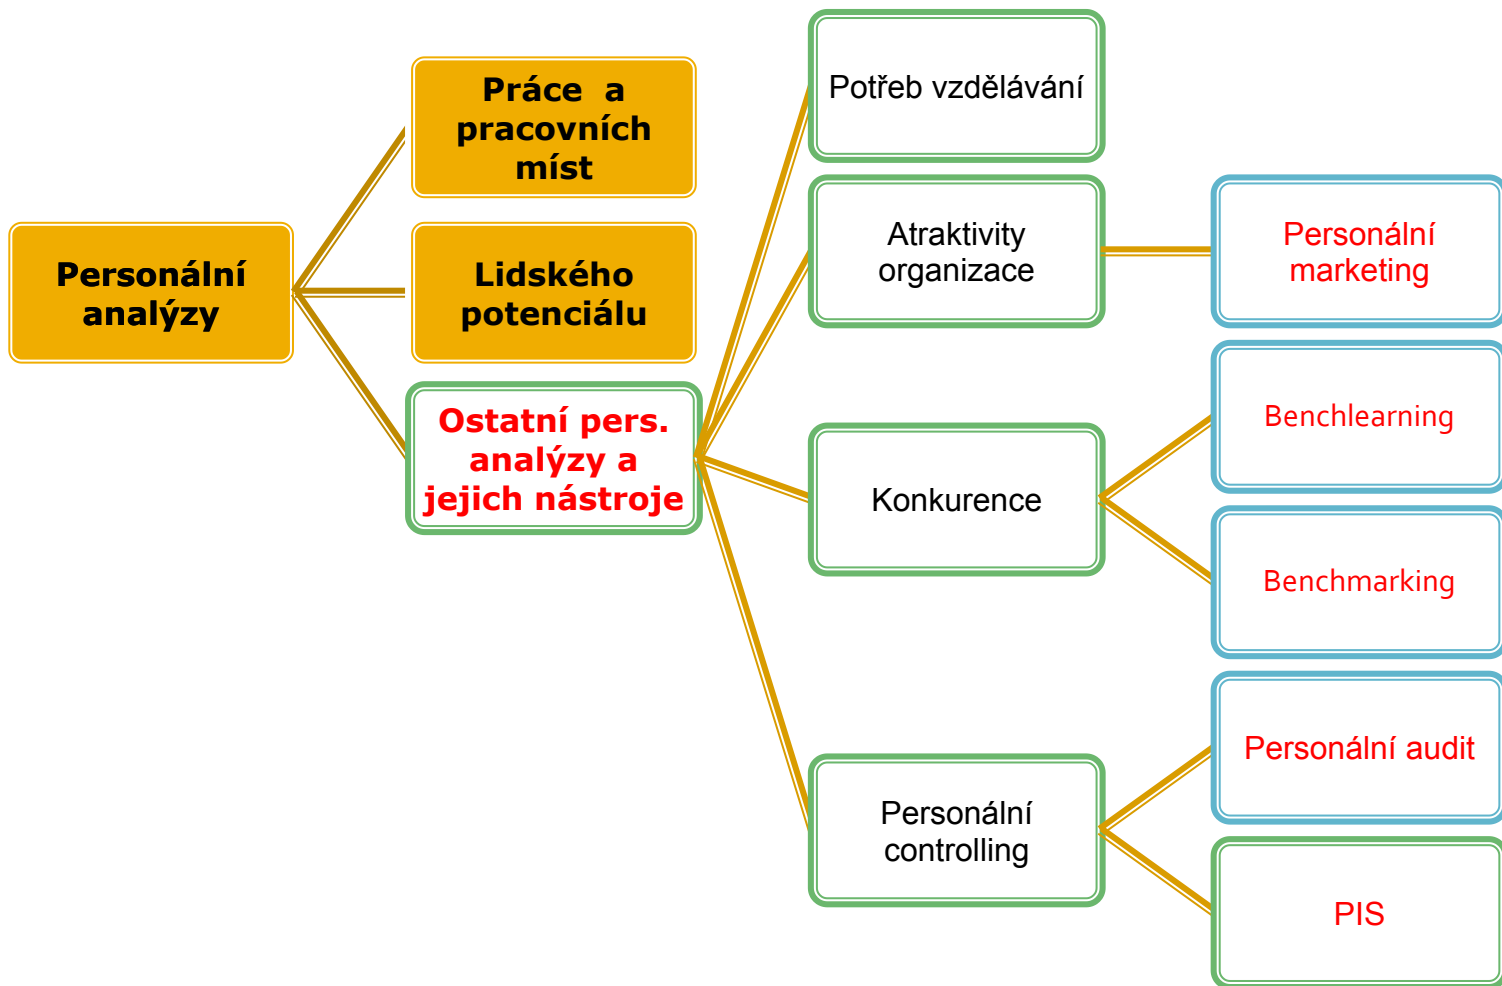 Personální
analýzy
Práce a
pracovních
míst
Lidského
potenciálu
Ostatní pers.
analýzy a
jejich nástroje
Potřeb vzdělávání
Atraktivity
organizace
Konkurence
Personální
controlling
Personální
marketing
Benchlearning
Benchmarking
Personální audit
PIS